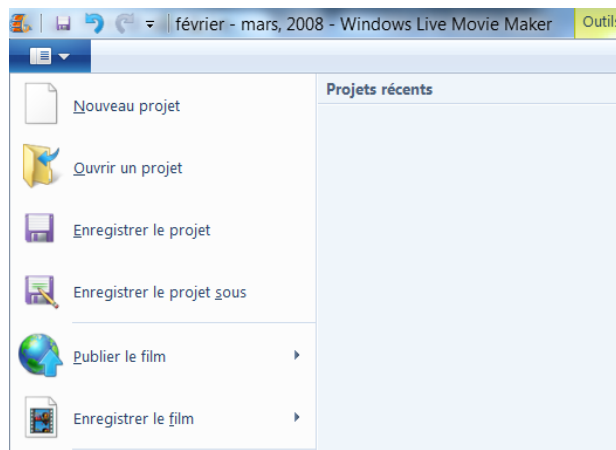 février - mars, 2008 - Windows Live Movie Maker
Outils
Projets récents
Nouveau projet
Ouvrir un projet
Enregistrer le projet
Enregistrer le projet sous
Publier le film
Enregistrer le film